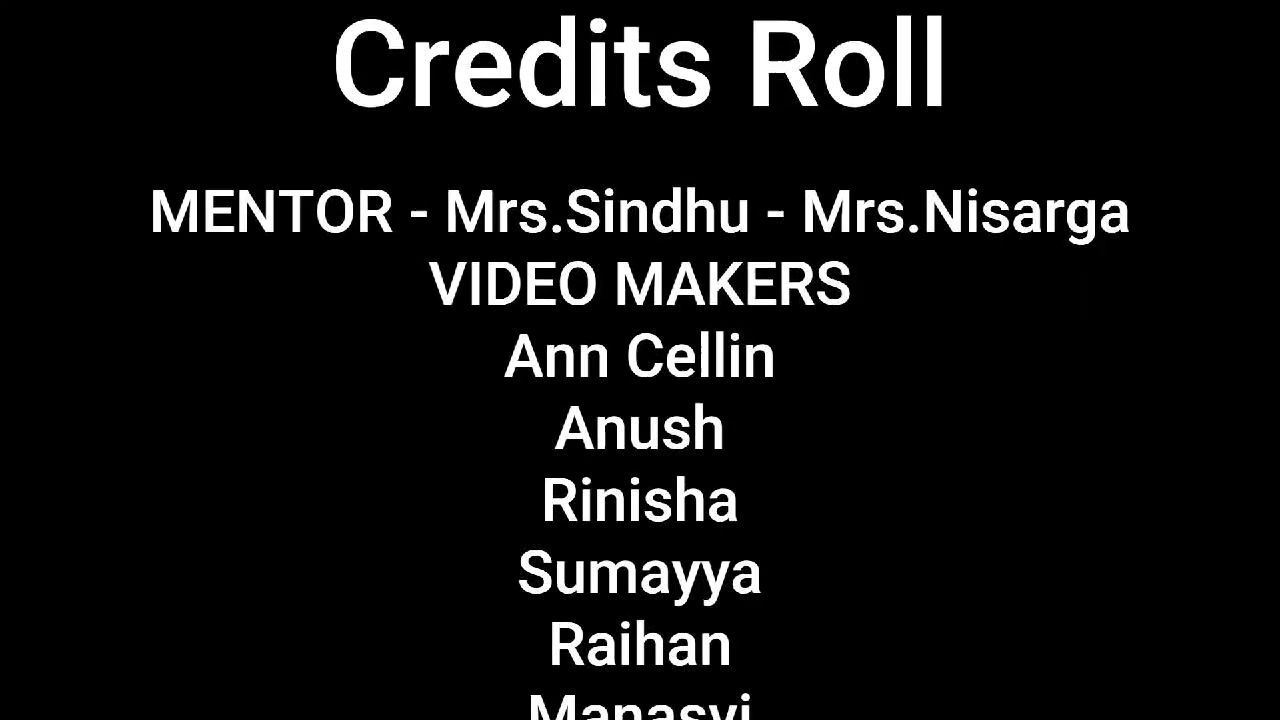 Credits Roll
MENTOR - Mrs.Sindhu - Mrs.Nisarga
VIDEO MAKERS
Ann Cellin
Anush
Rinisha
Sumayya
Raihan